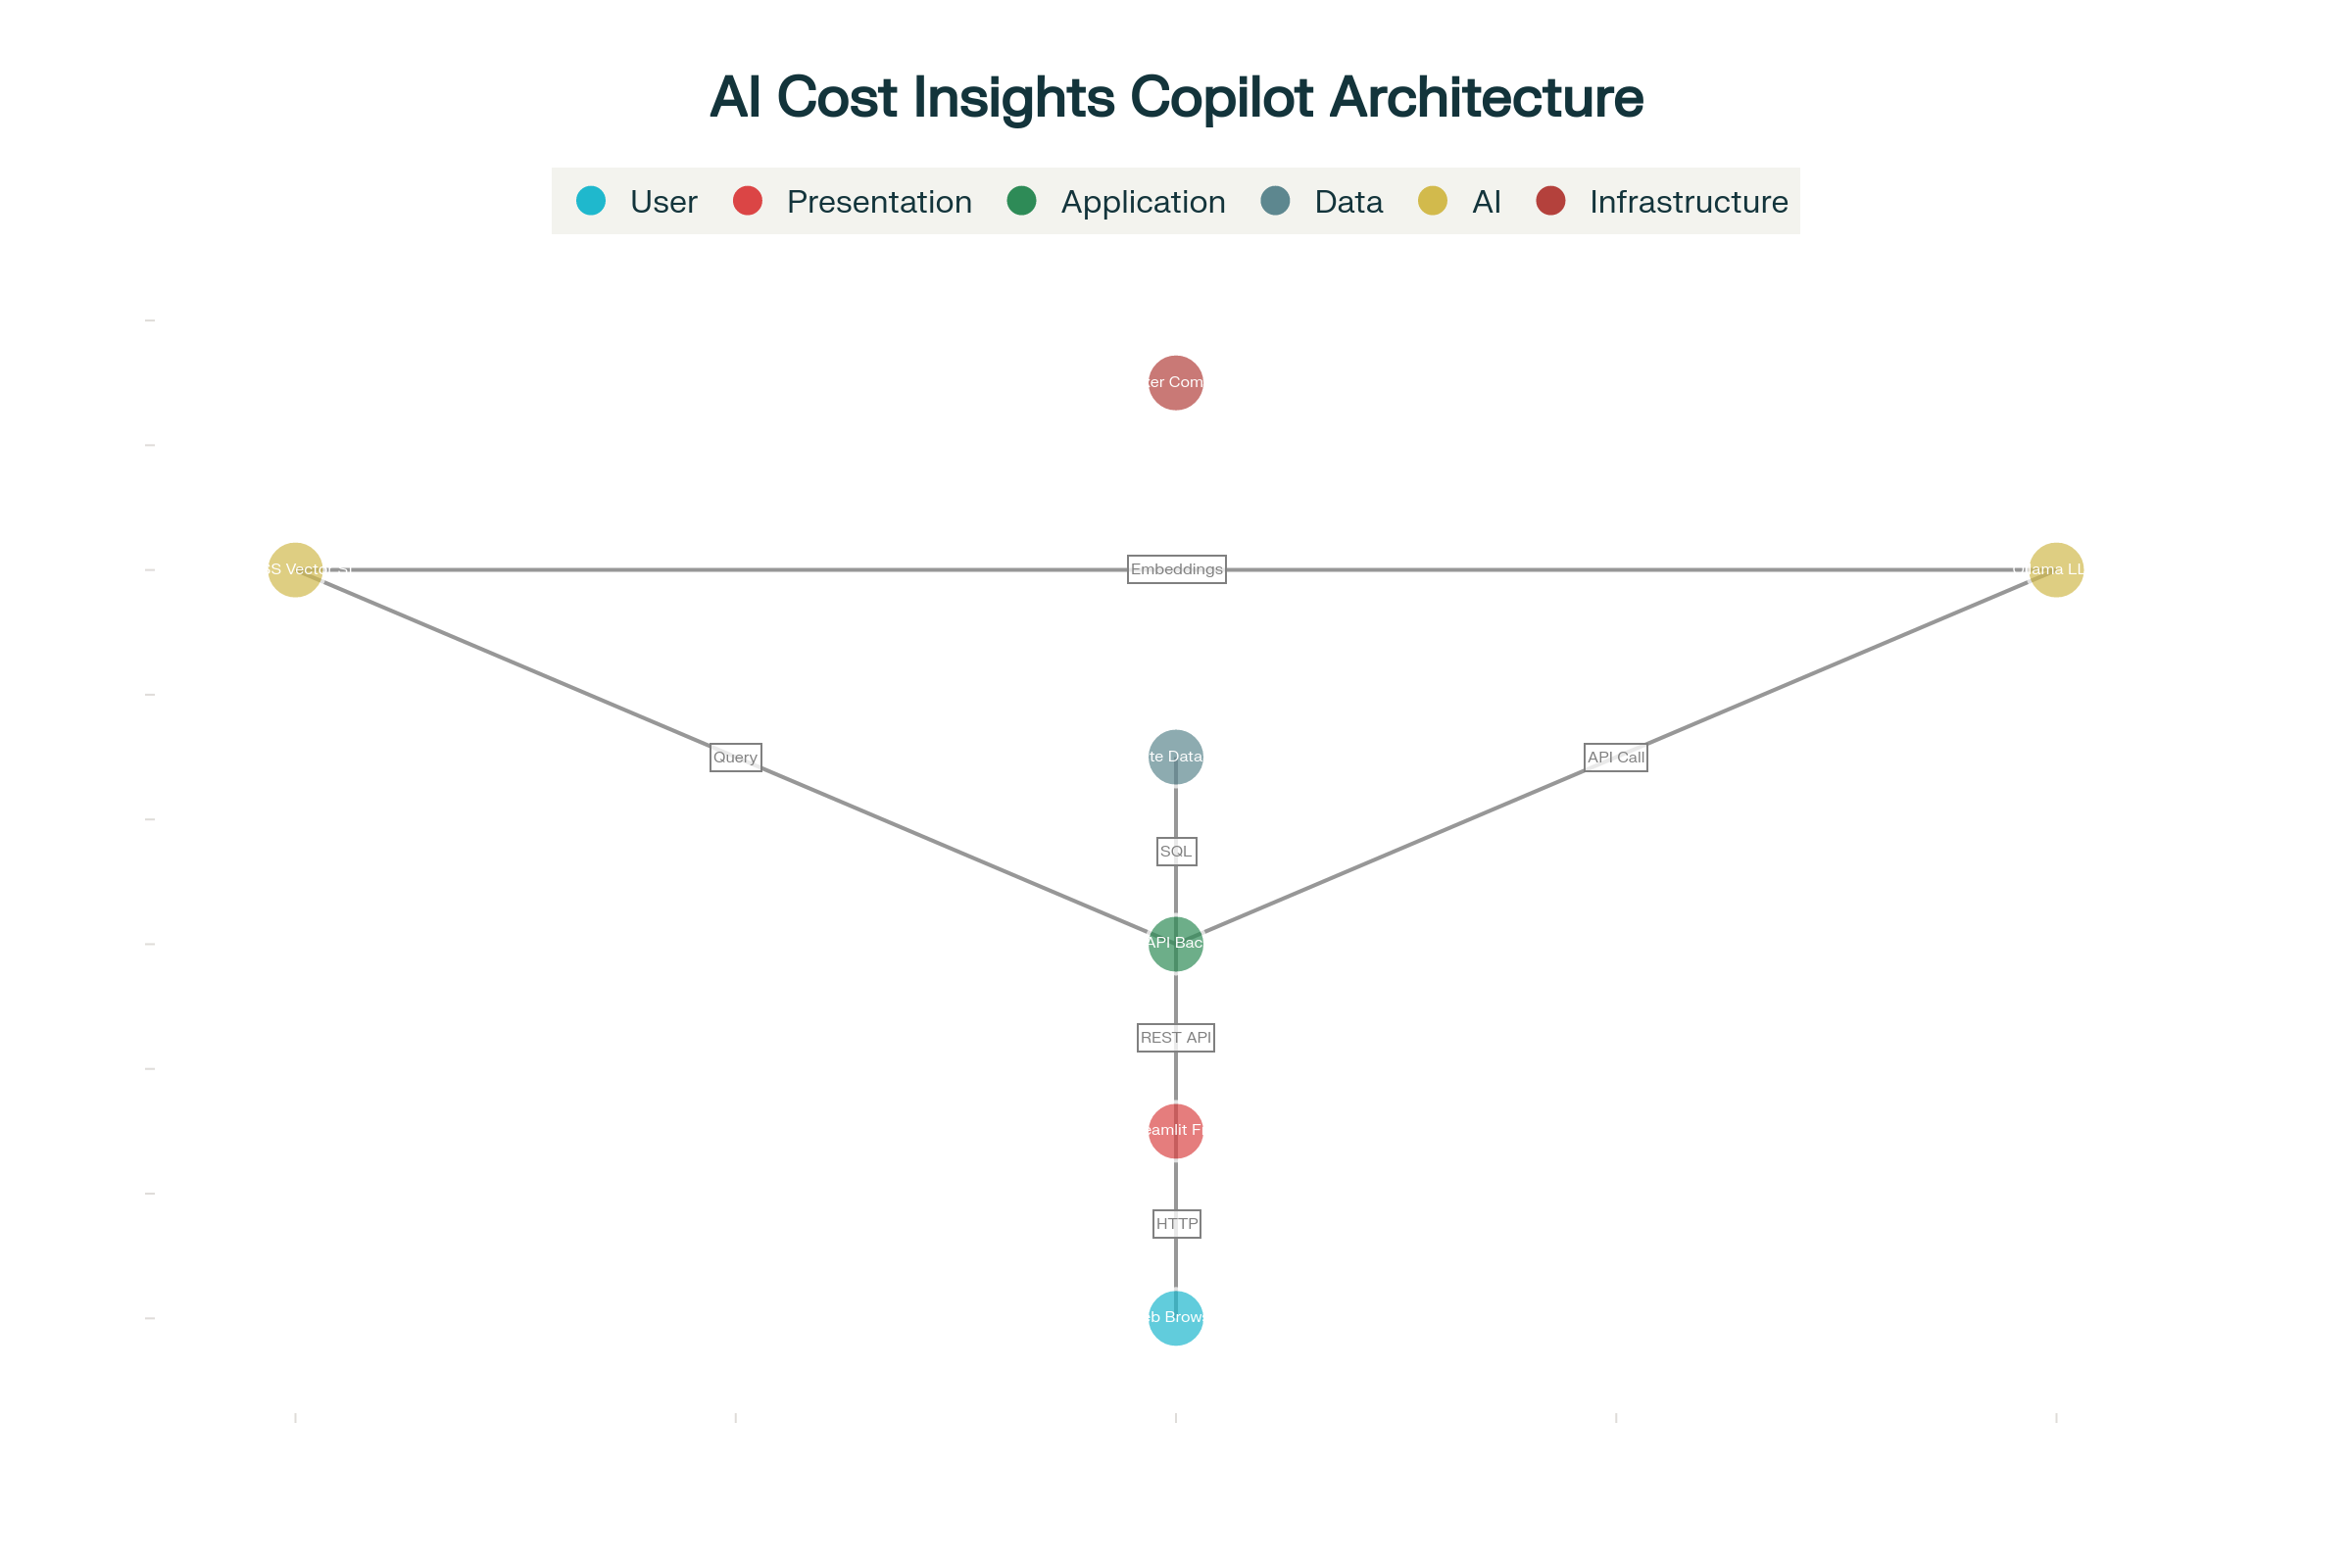 AI Cost Insights Copilot Architecture
User Presentation Application Data AI Infrastructure
er Com
S Vector St
Embeddings
Ollama LL
Query
te Data
API Call
SQL
API Bac
REST API
eamlit F
HTTP
b Brow